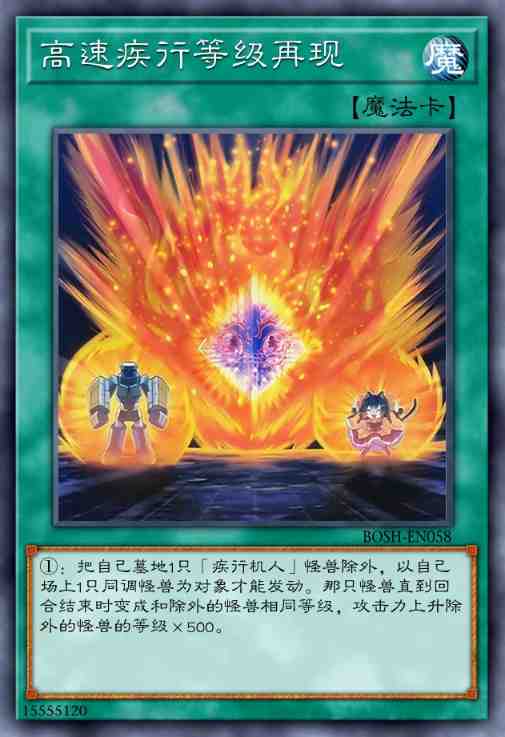 高速疾行等级再现
魔
【魔法卡】
BOSH-EN058
①：把自己墓地1只「疾行机人」怪兽除外，以自己
场上1只同调怪兽为对象才能发动。那只怪兽直到回
合结束时变成和除外的怪兽相同等级，攻击力上升除
外的怪兽的等级×500。
15555120